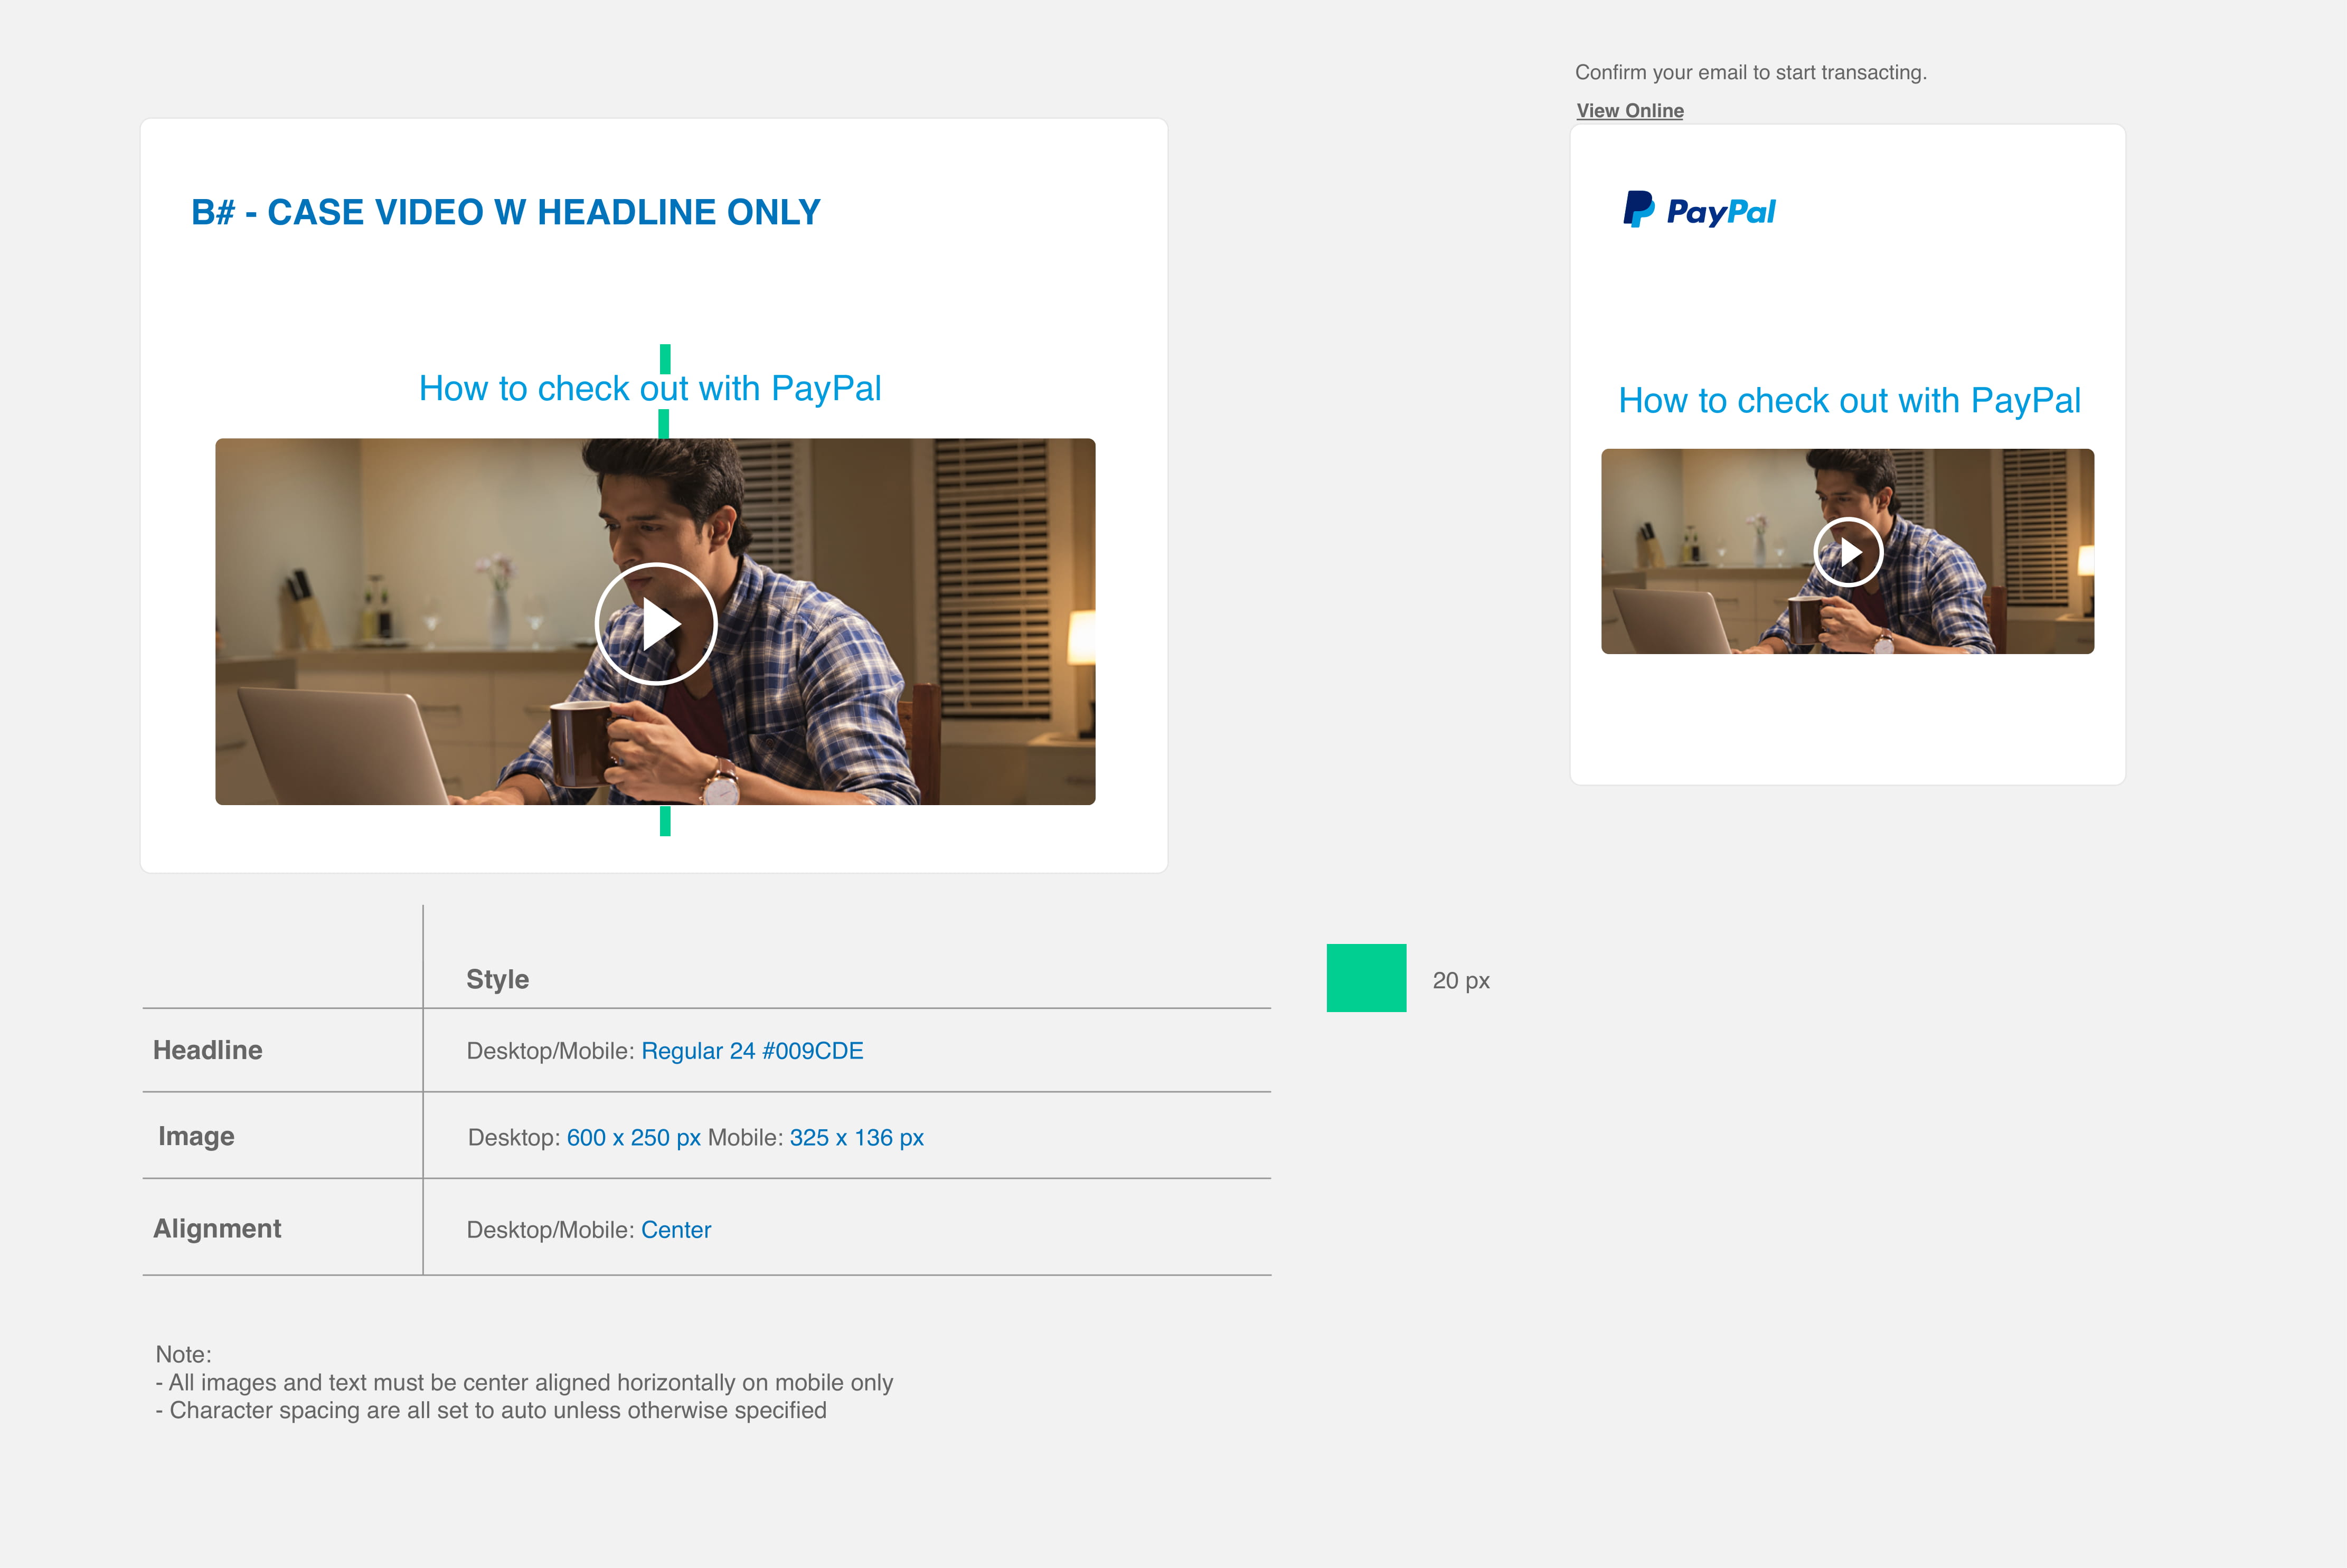 Confirm your email to start transacting.
View Online
B# - CASE VIDEO W HEADLINE ONLY
How to check out with PayPal
PayPal
How to check out with PayPal
Style
20 px
Headline
Desktop/Mobile: Regular 24 #009CDE
Image
Desktop: 600 x 250 px Mobile: 325 x 136 px
Alignment
Desktop/Mobile: Center
Note:
- All images and text must be center aligned horizontally on mobile only
- Character spacing are all set to auto unless otherwise specified